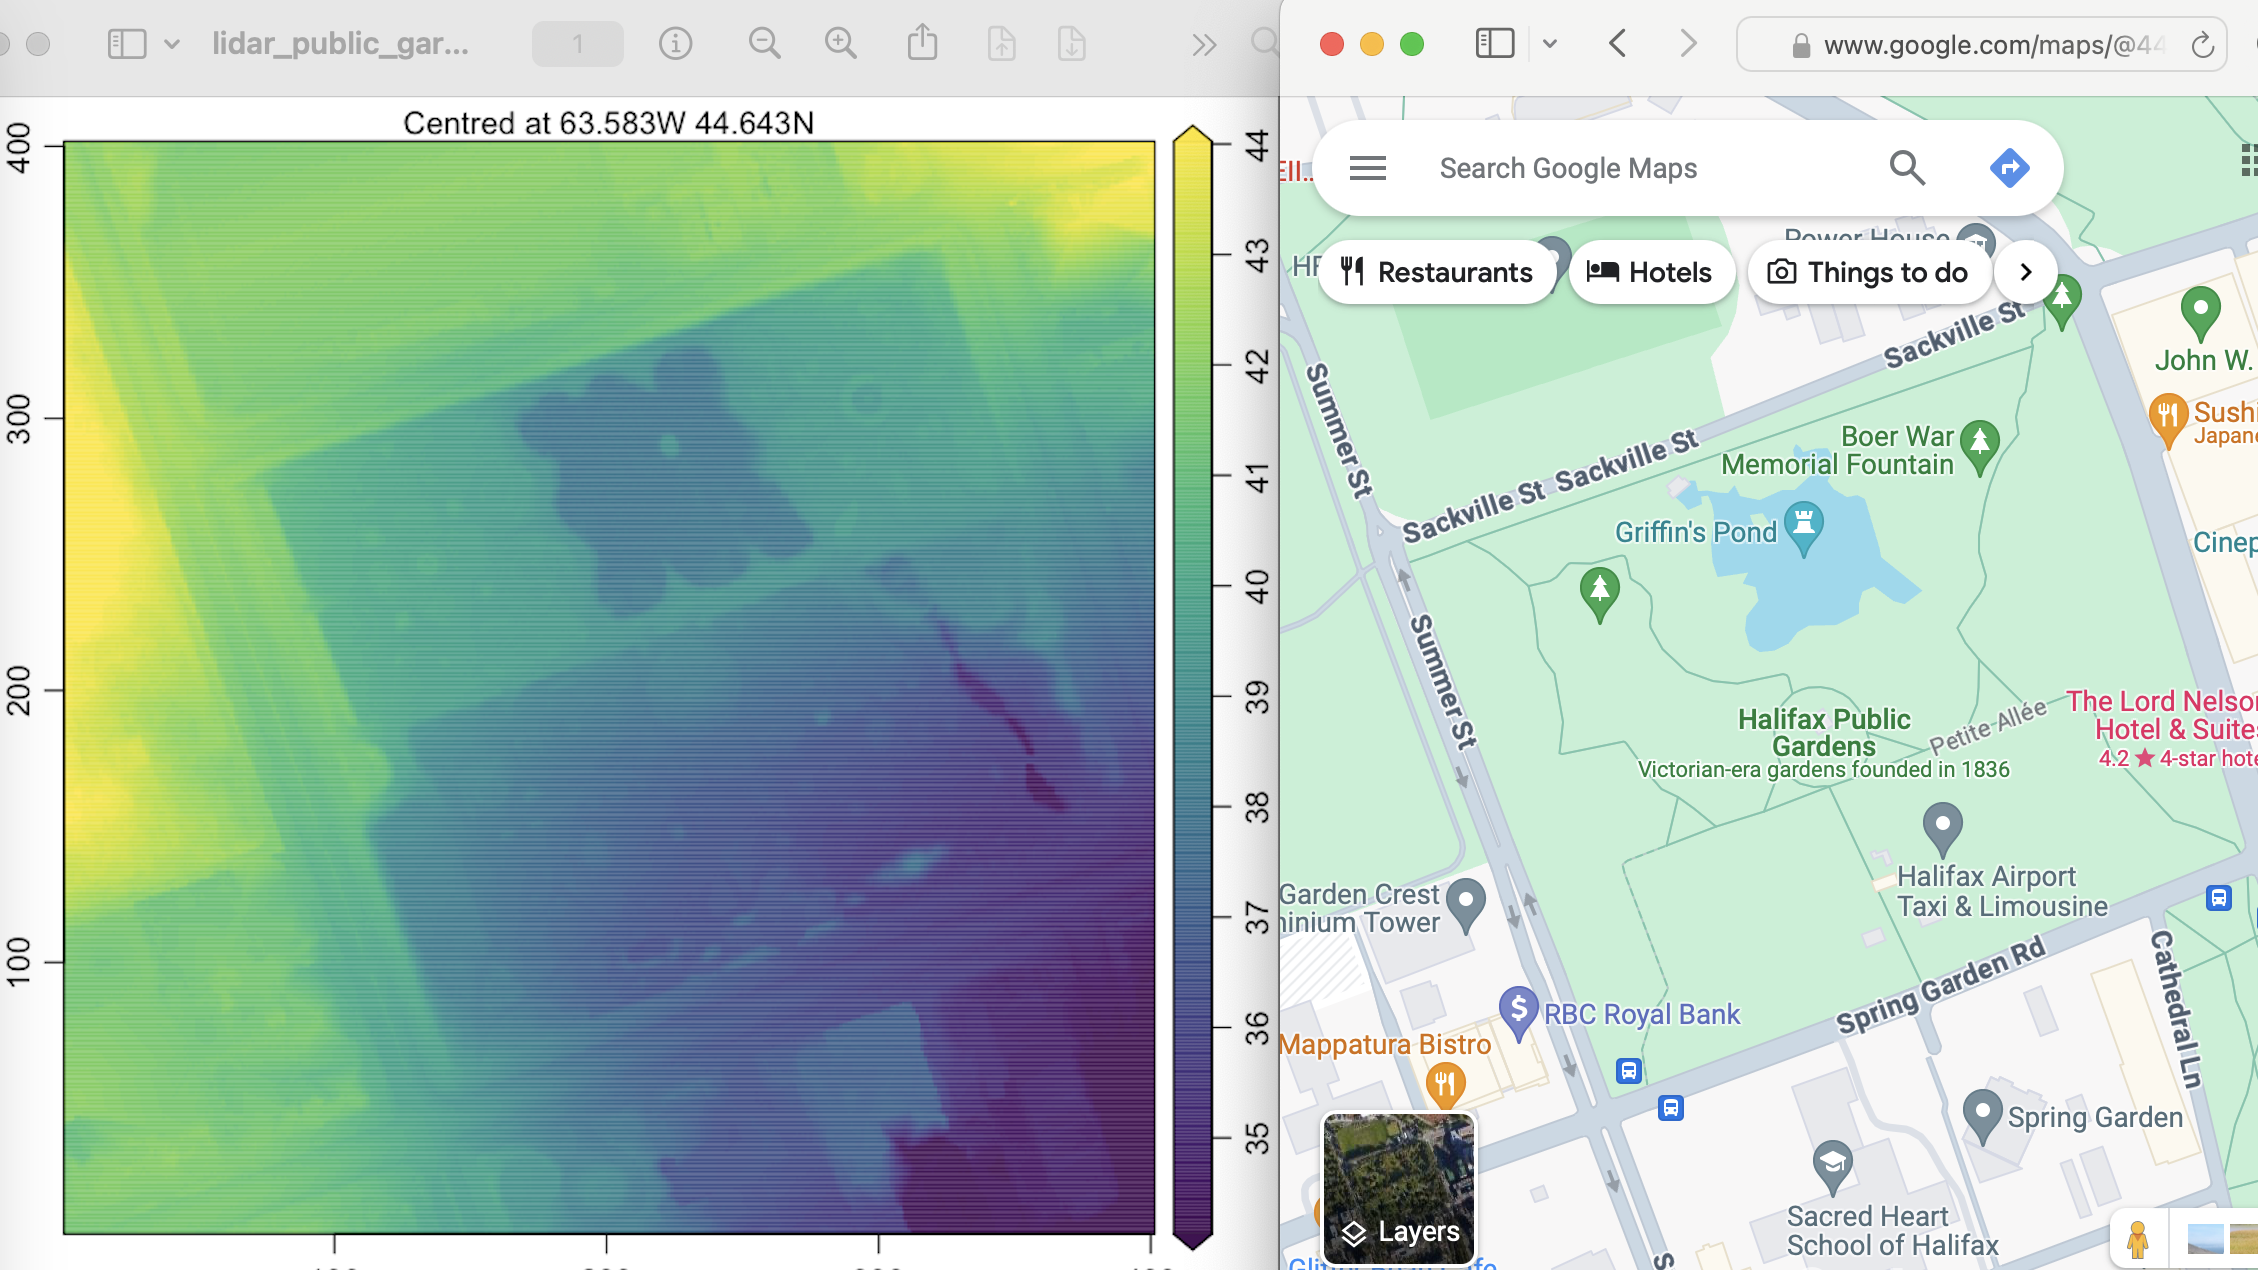 lidar_public_gar...
1
Centred at 63.583W 44.643N
400
300
200
100
44
43
42
41
40
39
38
37
36
35
www.google.com/maps/@44
Search Google Maps
Restaurants
Hotels
Things to do
Power House
Sackville St
John W.
Sushi
Japane
Summer St
Boer War
Memorial Fountain
Sackville St
Sackville St
Griffin's Pond
Cinep
Summer St
The Lord Nelson
Hotel & Suites
4.2 ★ 4-star hote
Halifax Public
Gardens
Victorian-era gardens founded in 1836
Petite Allée
Halifax Airport
Taxi & Limousine
Garden Crest
minium Tower
Spring Garden Rd
Cathedral Ln
RBC Royal Bank
Mappatura Bistro
Spring Garden
Layers
Sacred Heart
School of Halifax